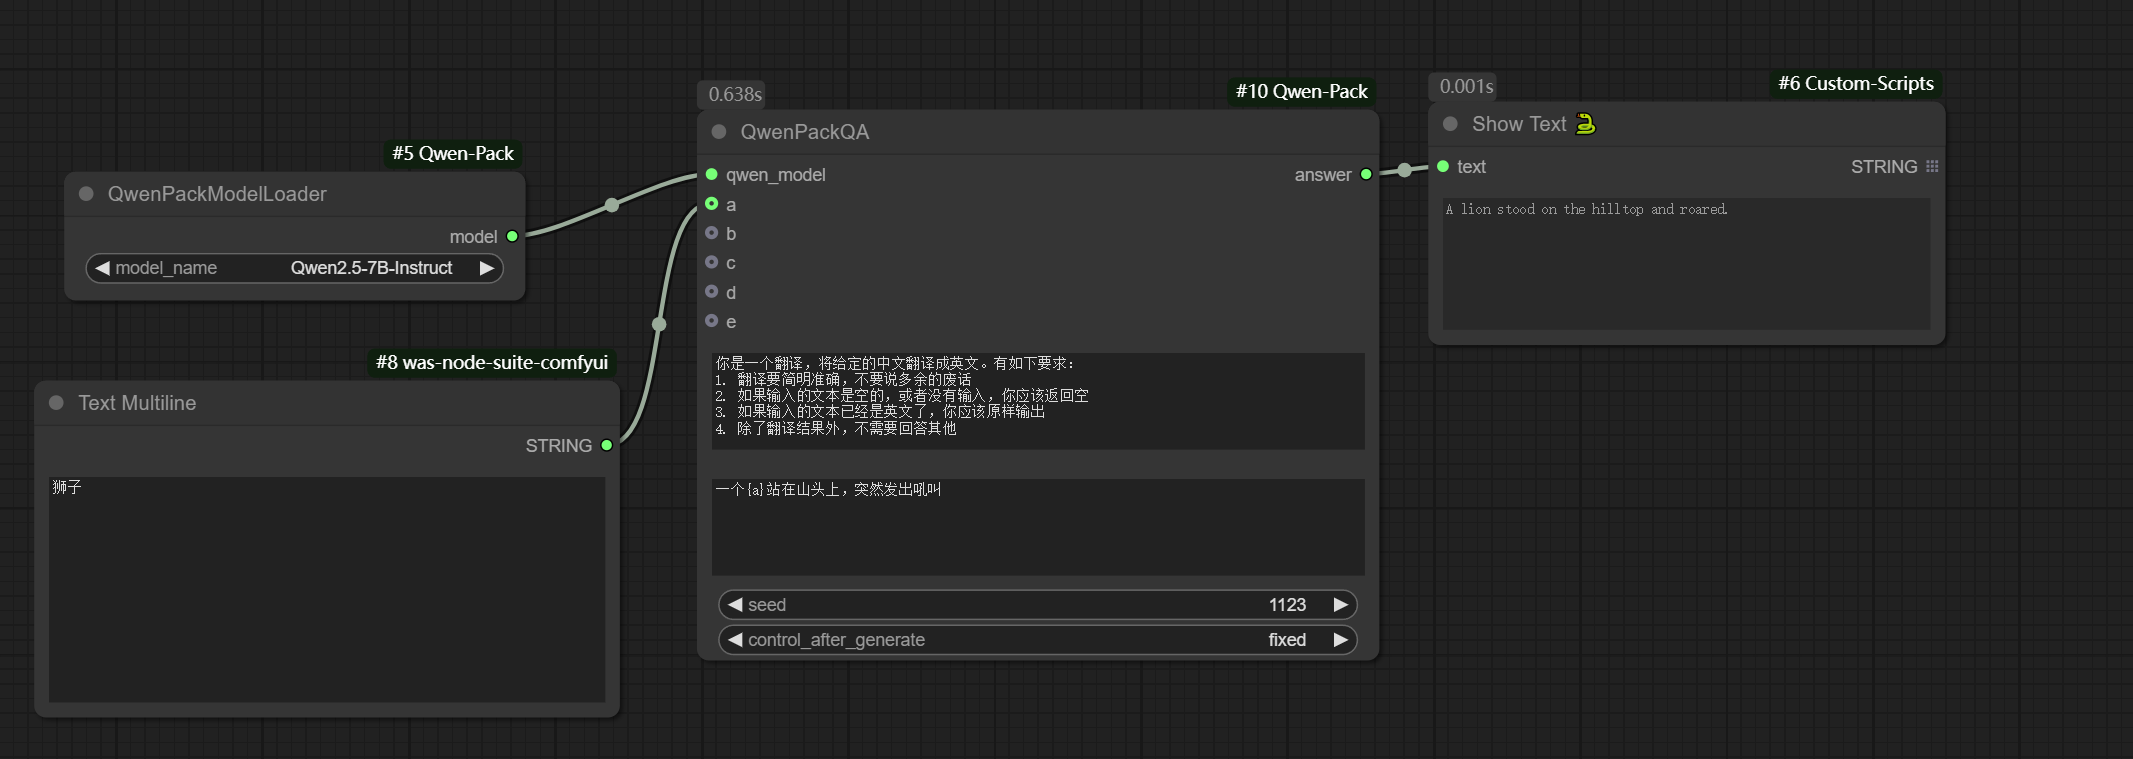 #5 Qwen-Pack
QwenPackModelLoader
model
model_name Qwen2.5-7B-Instruct
#8 was-node-suite-comfyui
Text Multiline
STRING
狮子
0.638s
#10 Qwen-Pack
QwenPackQA
qwen_model
answer
a
b
c
d
e
你是一个翻译，将给定的中文翻译成英文。有如下要求：
1. 翻译要简明准确，不要说多余的废话
2. 如果输入的文本是空的，或者没有输入，你应该返回空
3. 如果输入的文本已经是英文了，你应该原样输出
4. 除了翻译结果外，不需要回答其他
一个{a}站在山头上，突然发出吼叫
seed 1123
control_after_generate fixed
0.001s
#6 Custom-Scripts
Show Text 🐍
text
STRING
A lion stood on the hilltop and roared.